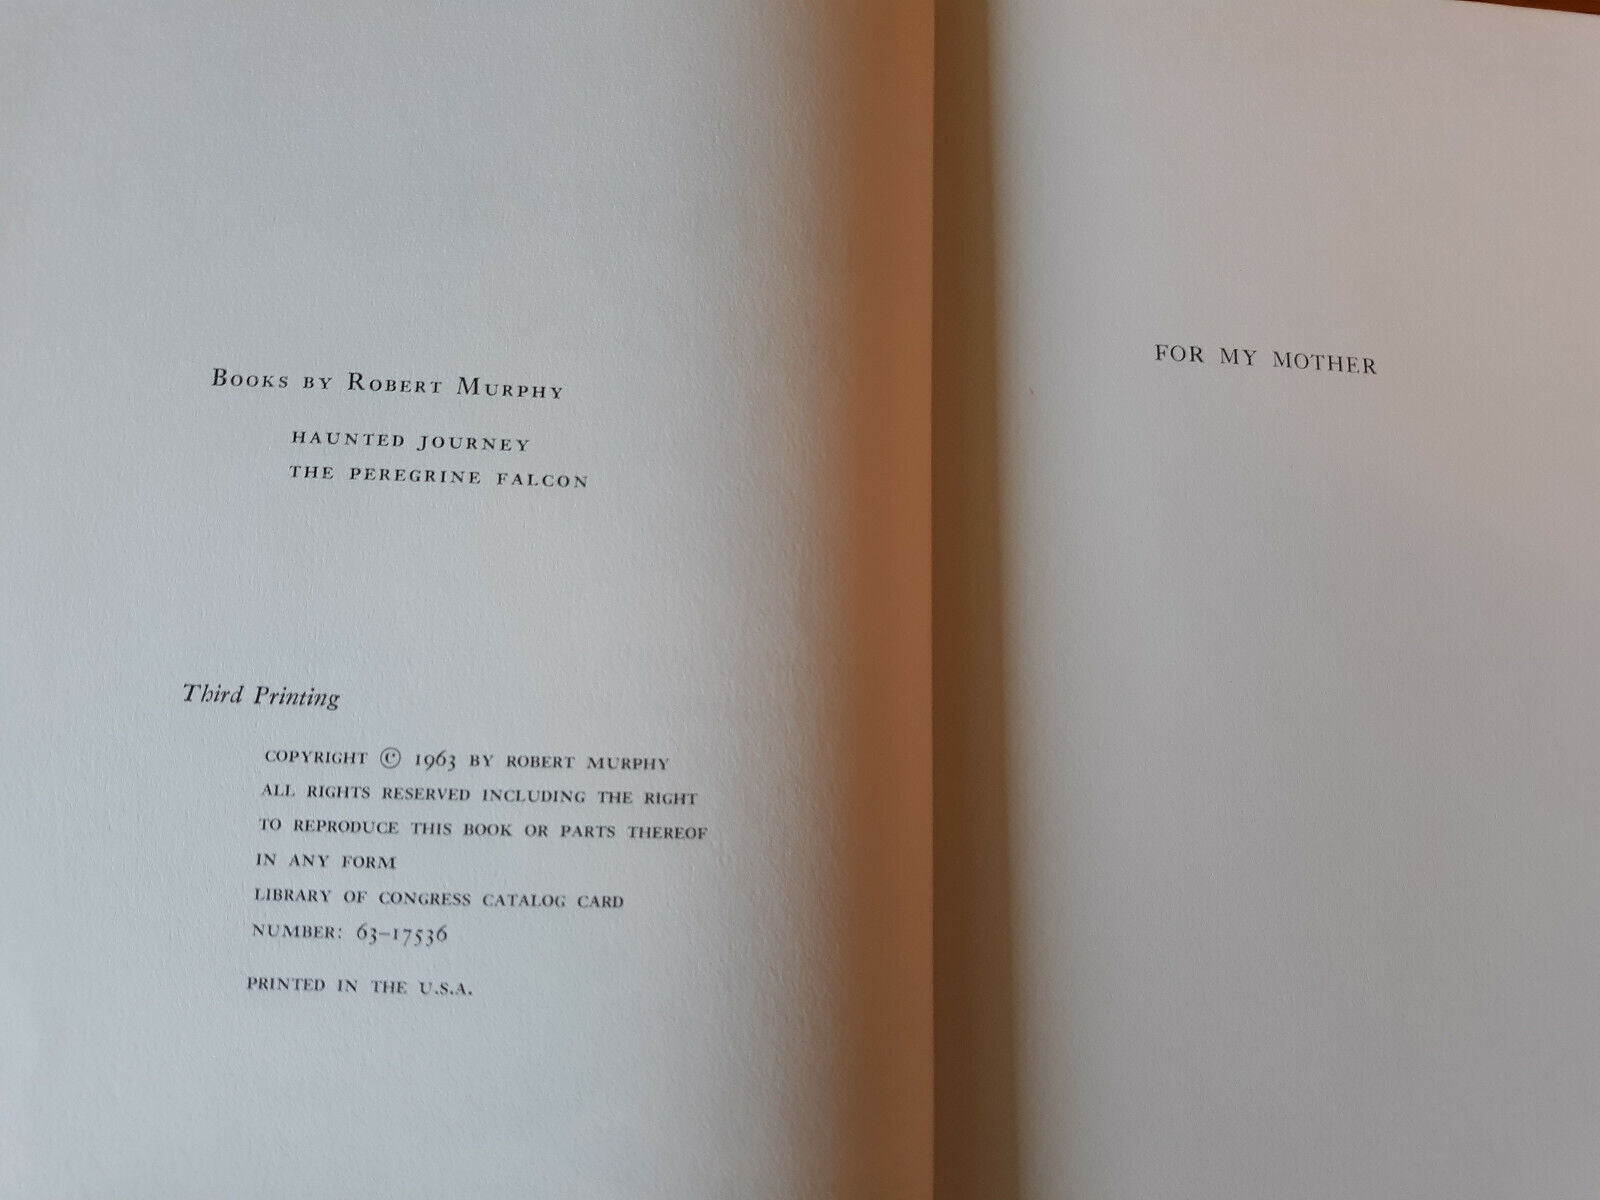 Books by Robert Murphy
HAUNTED JOURNEY
THE PEREGRINE FALCON
Third Printing
COPYRIGHT © 1963 BY ROBERT MURPHY
ALL RIGHTS RESERVED INCLUDING THE RIGHT
TO REPRODUCE THIS BOOK OR PARTS THEREOF
IN ANY FORM
LIBRARY OF CONGRESS CATALOG CARD
NUMBER: 63–17536
PRINTED IN THE U.S.A.
FOR MY MOTHER